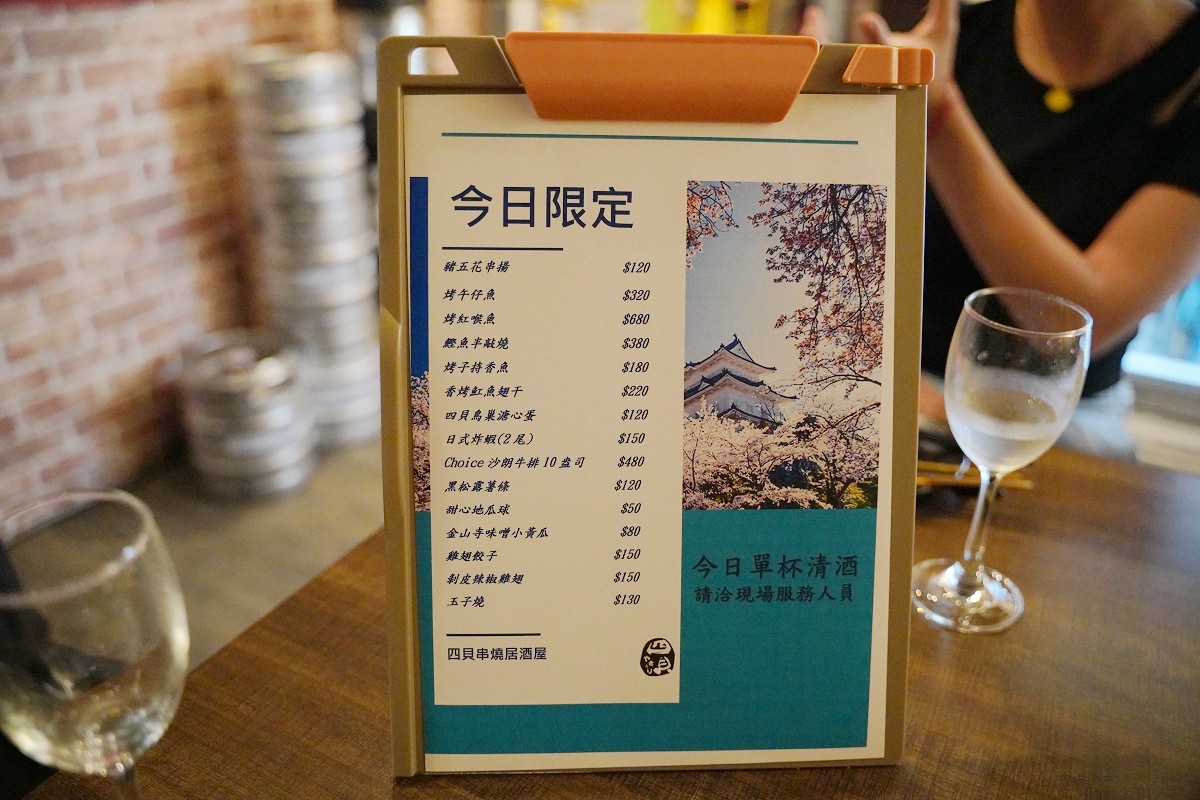 今日限定
豬五花串揚 $120
烤午仔魚 $320
烤紅喉魚 $680
鰹魚半敲燒 $380
烤子持香魚 $180
香烤魟魚翅干 $220
四貝鳥巢溏心蛋 $120
日式炸蝦(2尾) $150
Choice 沙朗牛排 10 盎司 $480
黑松露薯條 $120
甜心地瓜球 $50
金山寺味噌小黃瓜 $80
雞翅餃子 $150
剝皮辣椒雞翅 $150
玉子燒 $130
四貝串燒居酒屋
四貝
今日單杯清酒
請洽現場服務人員